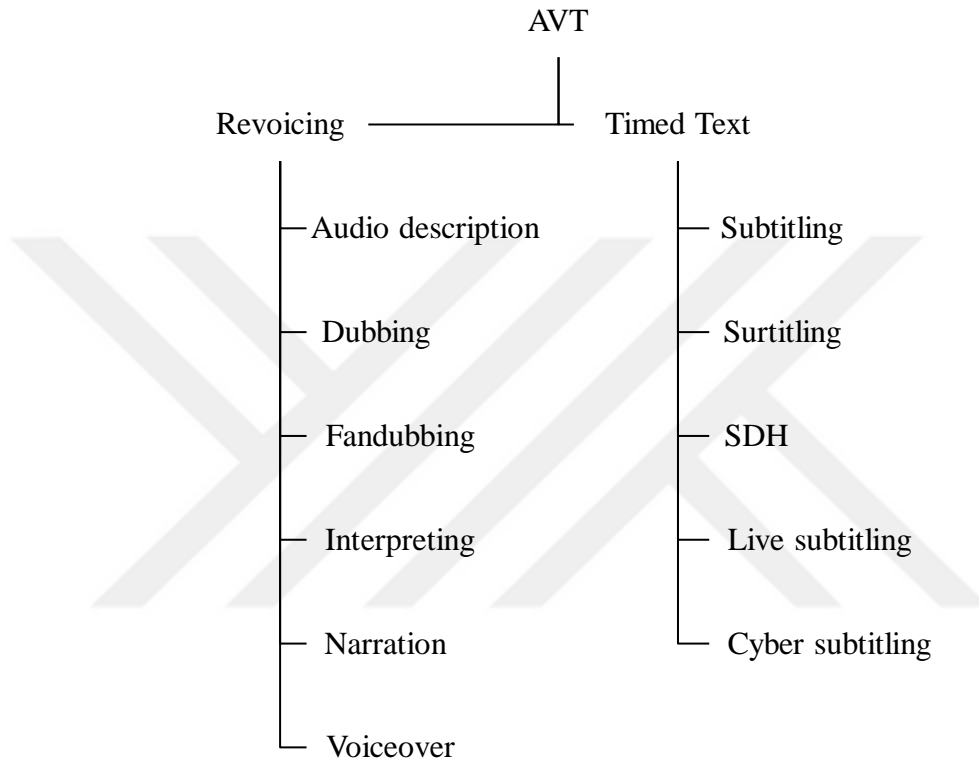 AVT
Revoicing
Timed Text
Audio description
Dubbing
Fandubbing
Interpreting
Narration
Voiceover
Subtitling
Surtitling
SDH
Live subtitling
Cyber subtitling